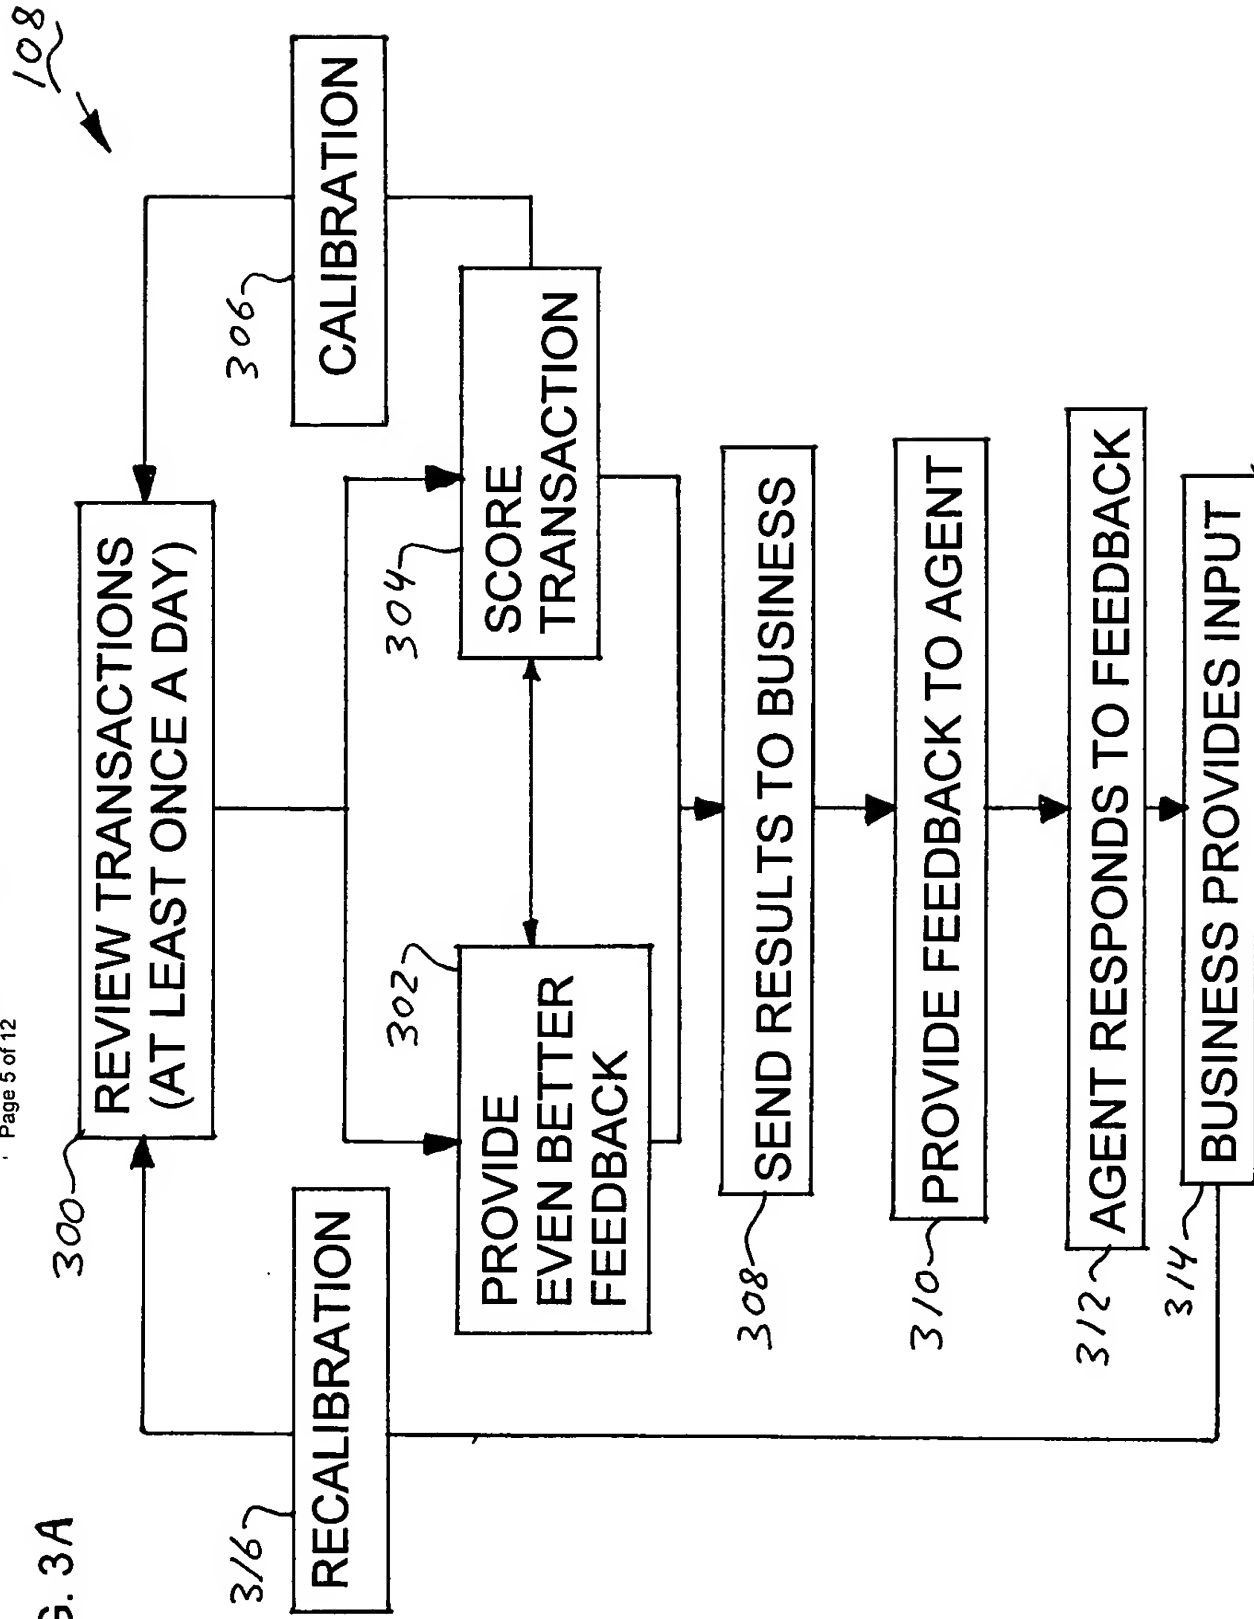 Page 5 of 12
G. 3A
108
300
REVIEW TRANSACTIONS
(AT LEAST ONCE A DAY)
316
RECALIBRATION
306
CALIBRATION
302
PROVIDE
EVEN BETTER
FEEDBACK
304
SCORE
TRANSACTION
308
SEND RESULTS TO BUSINESS
310
PROVIDE FEEDBACK TO AGENT
312
AGENT RESPONDS TO FEEDBACK
314
BUSINESS PROVIDES INPUT